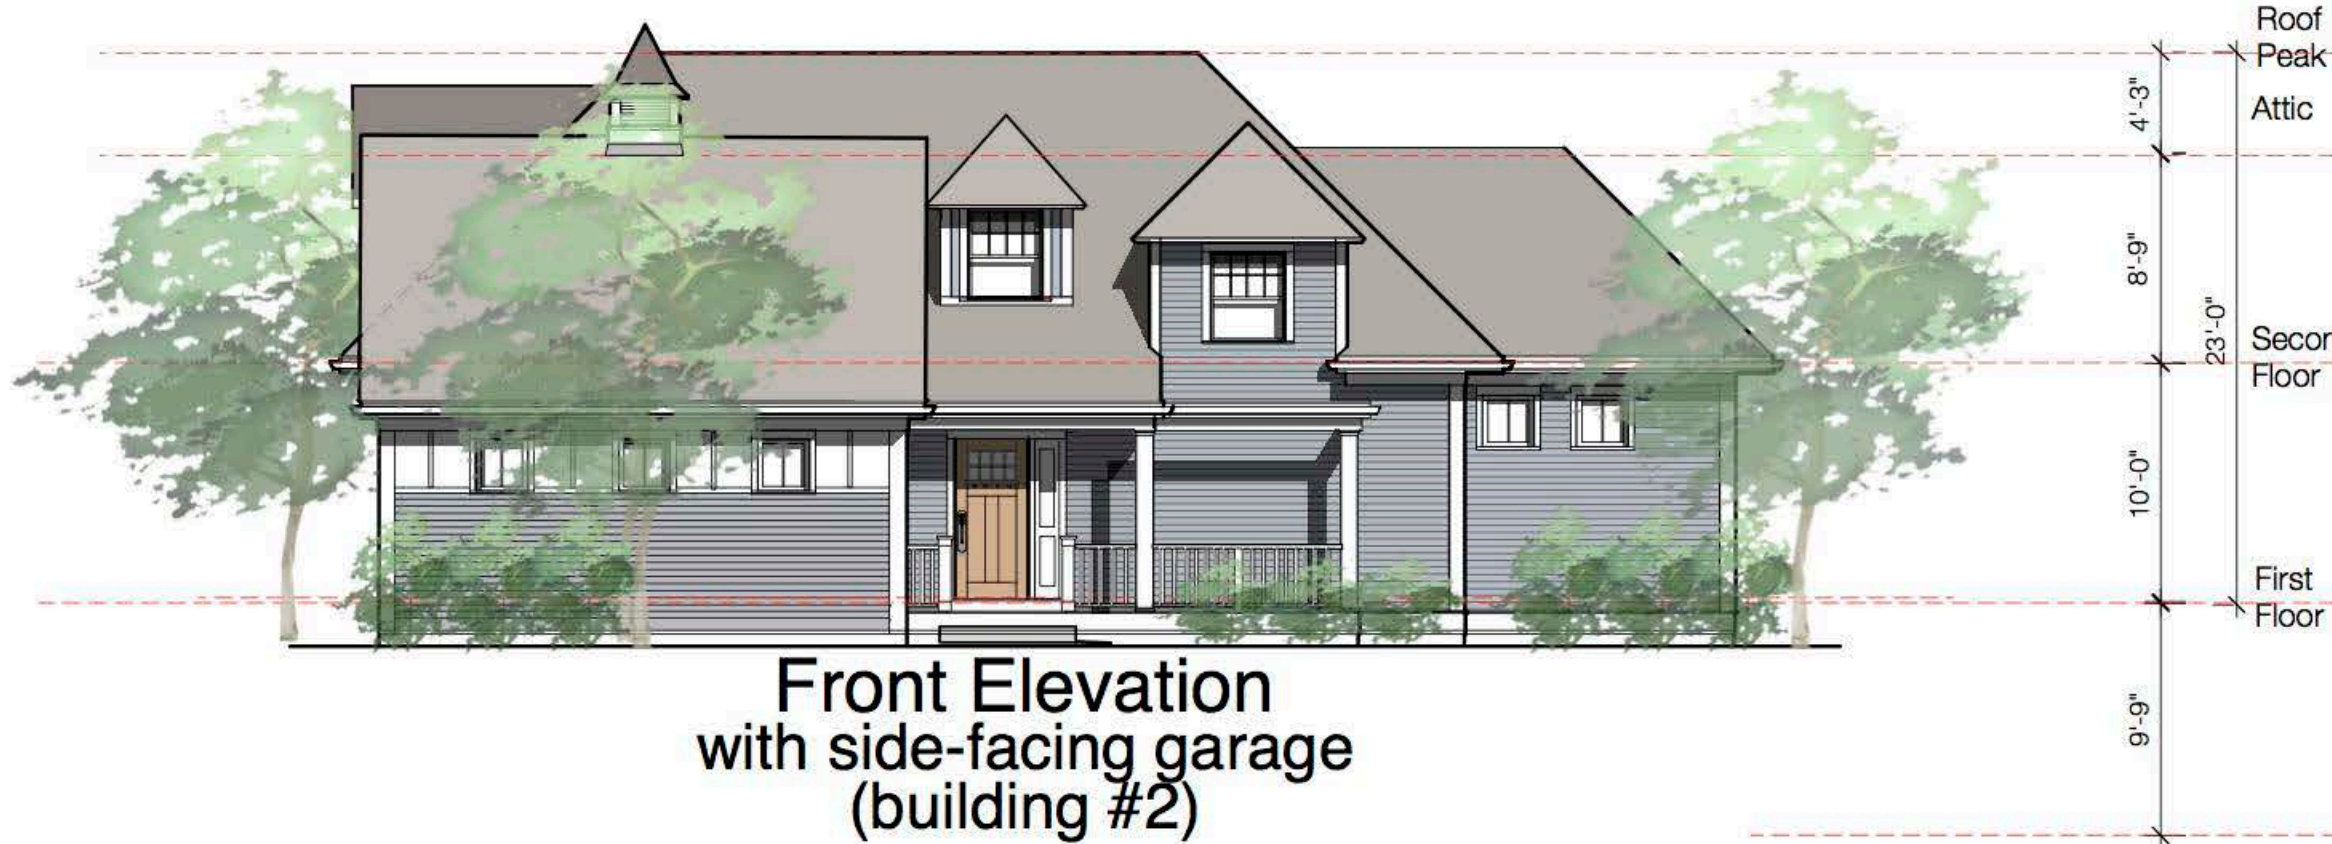 Roof
Peak
4'-3"
Attic
8'-9"
23'-0"
Secon
Floor
10'-0"
First
Floor
9'-9"
Front Elevation
with side-facing garage
(building #2)